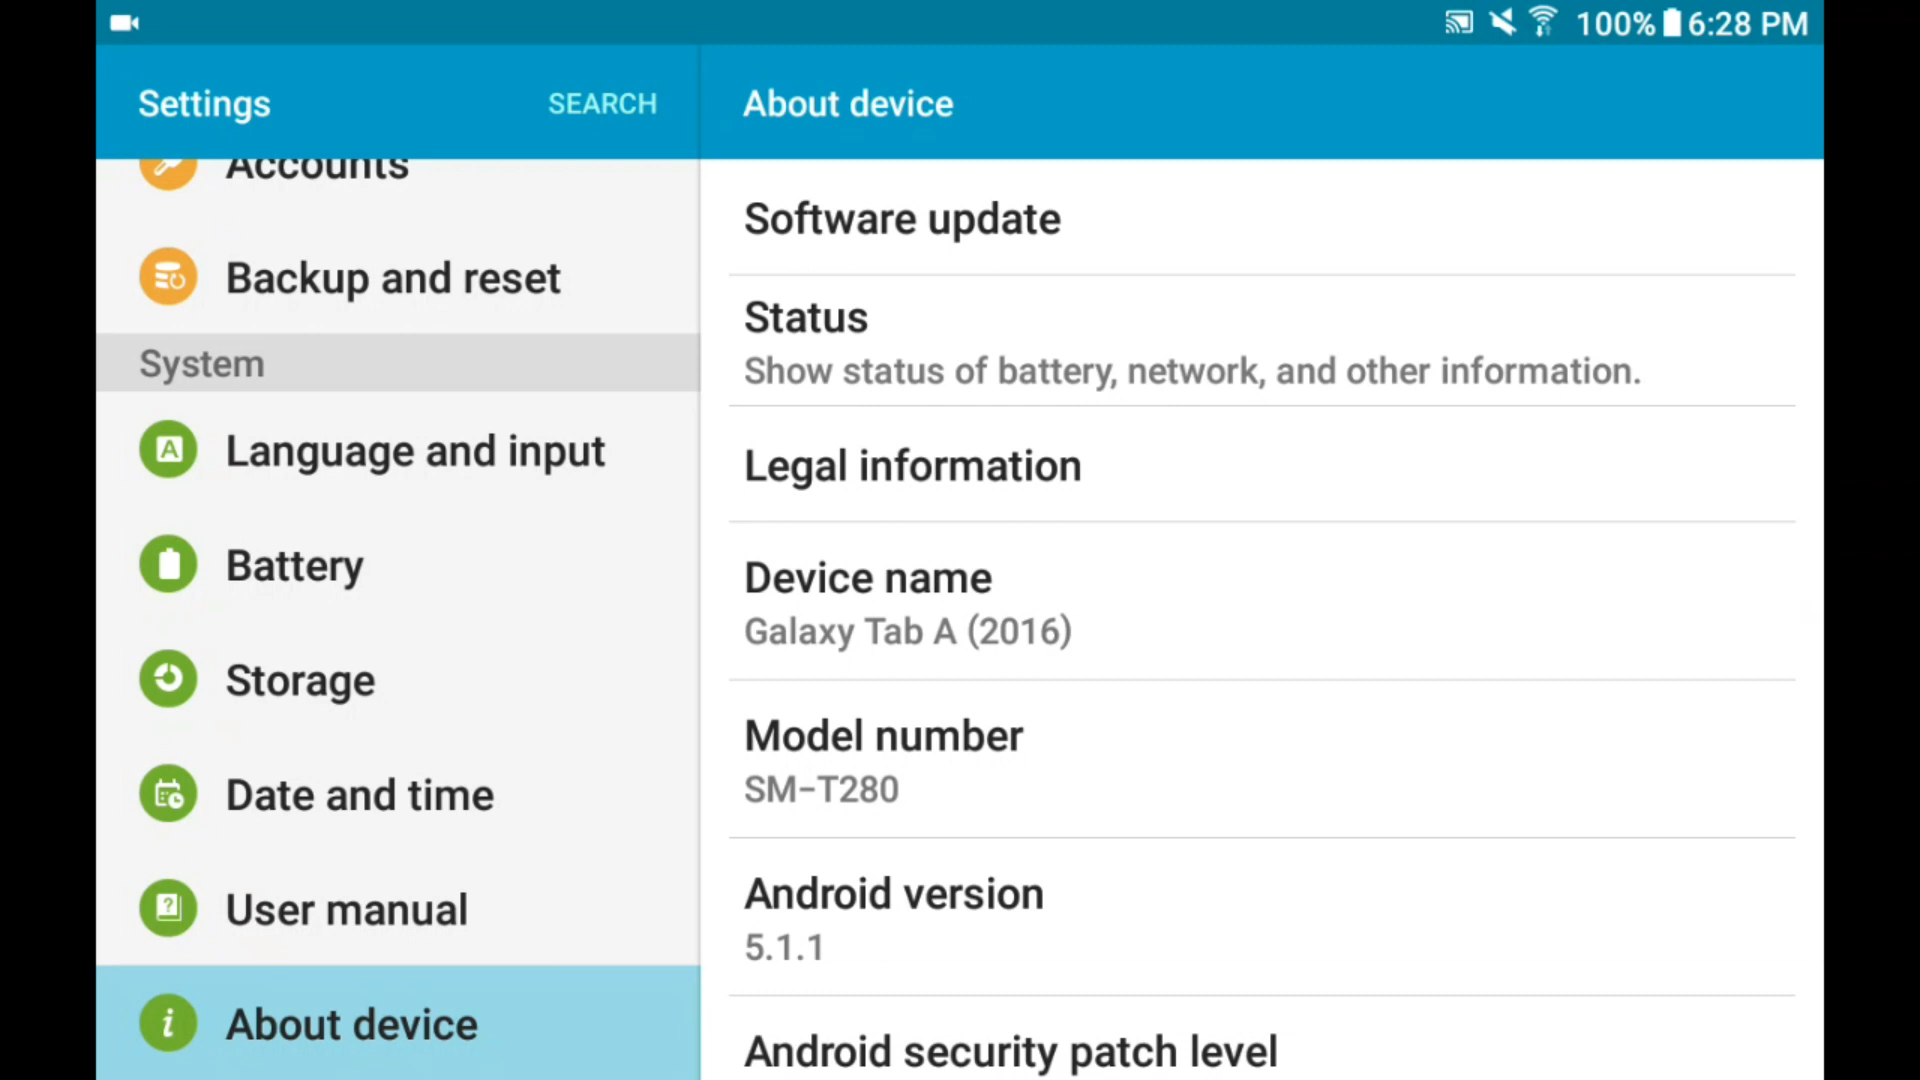 100% 6:28 PM
Settings
SEARCH
Accounts
Backup and reset
System
Language and input
Battery
Storage
Date and time
User manual
About device
About device
Software update
Status
Show status of battery, network, and other information.
Legal information
Device name
Galaxy Tab A (2016)
Model number
SM-T280
Android version
5.1.1
Android security patch level